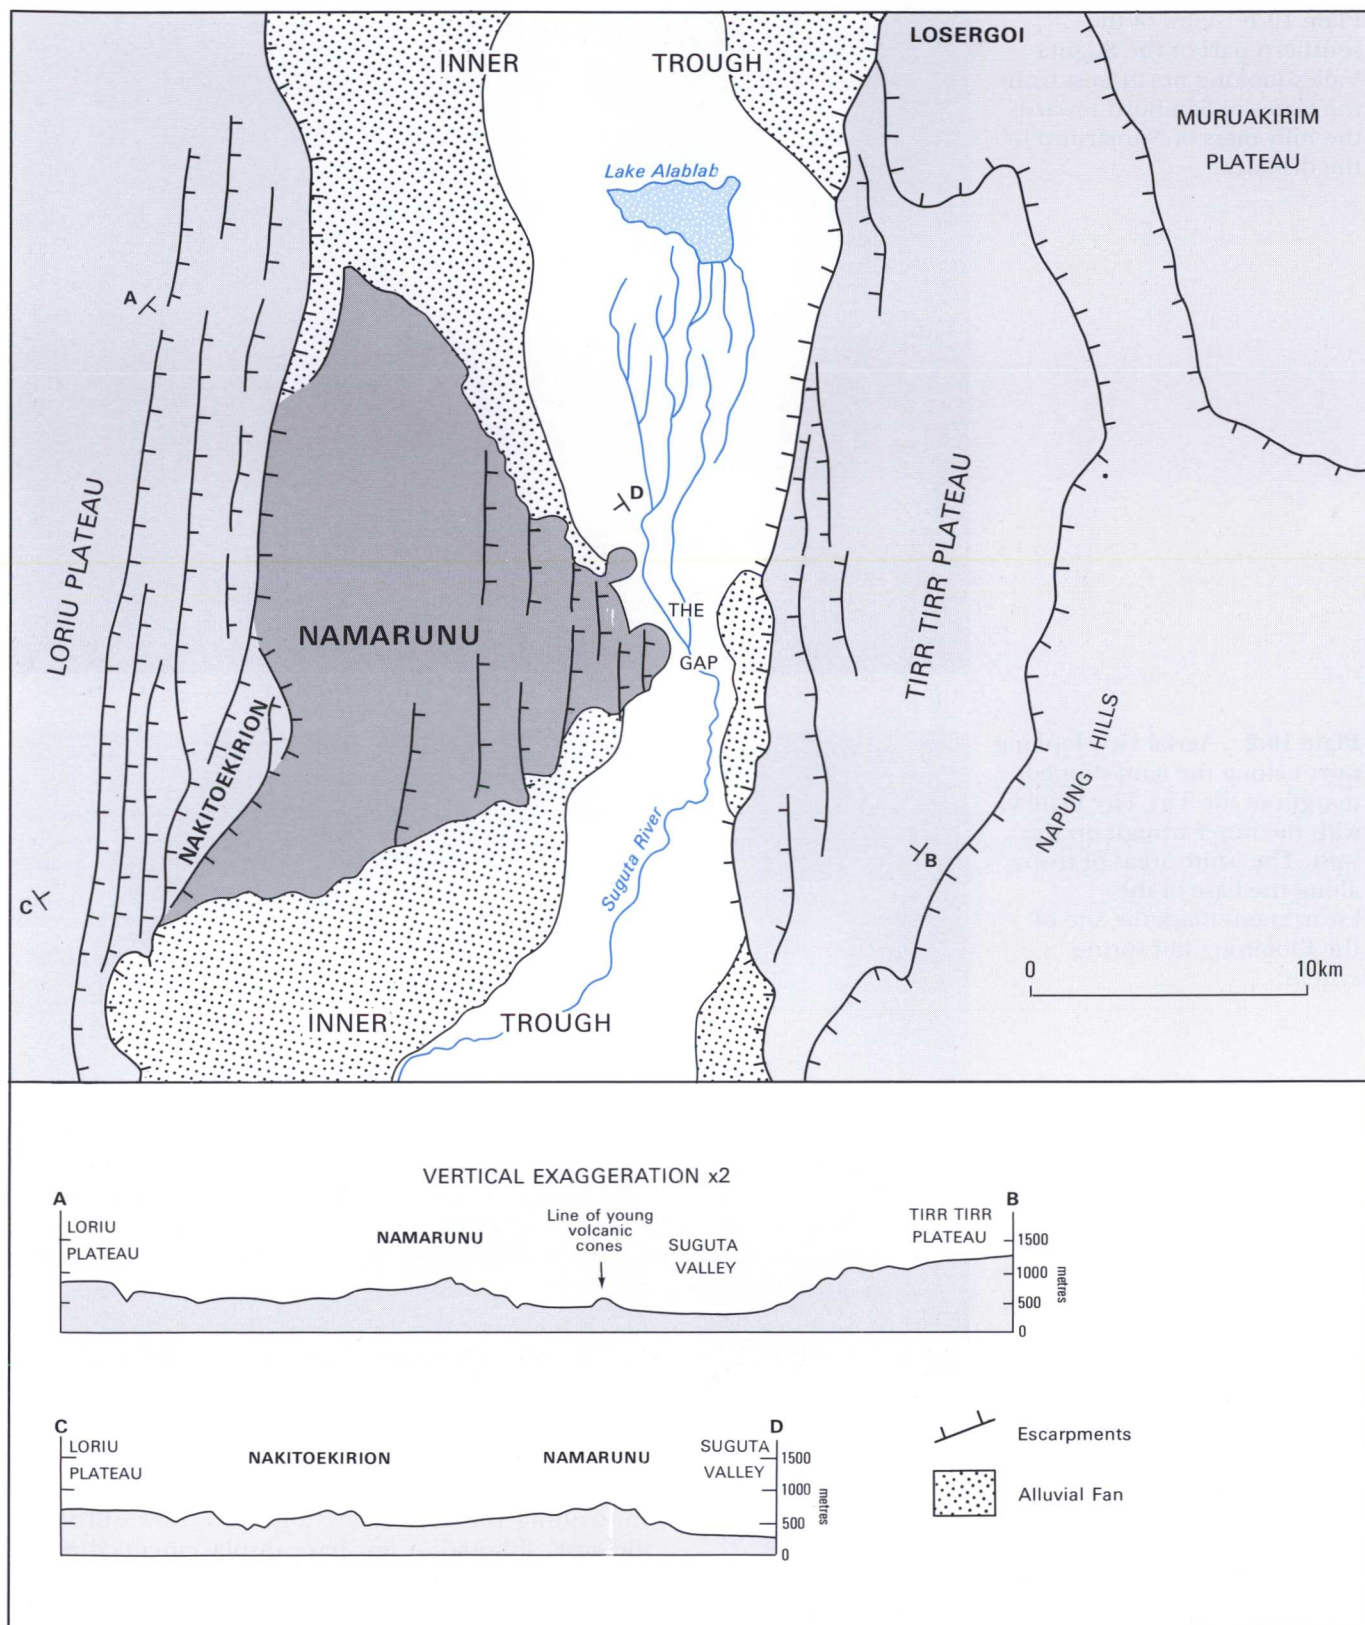 INNER TROUGH
LOSERGOI
MURUAKIRIM
PLATEAU
Lake Alablab
A
D
LORIU PLATEAU
THE
GAP
NAMARUNU
TIRR TIRR PLATEAU
NAKITOEKIRION
NAPUNG HILLS
Suguta River
B
C
0 10km
INNER TROUGH
VERTICAL EXAGGERATION x2
A
B
LORIU
PLATEAU
NAMARUNU
Line of young
volcanic
cones
SUGUTA
VALLEY
TIRR TIRR
PLATEAU
1500
1000
500
0
metres
C
D
LORIU
PLATEAU
NAKITOEKIRION
NAMARUNU
SUGUTA
VALLEY
1500
1000
500
0
metres
Escarpments
Alluvial Fan